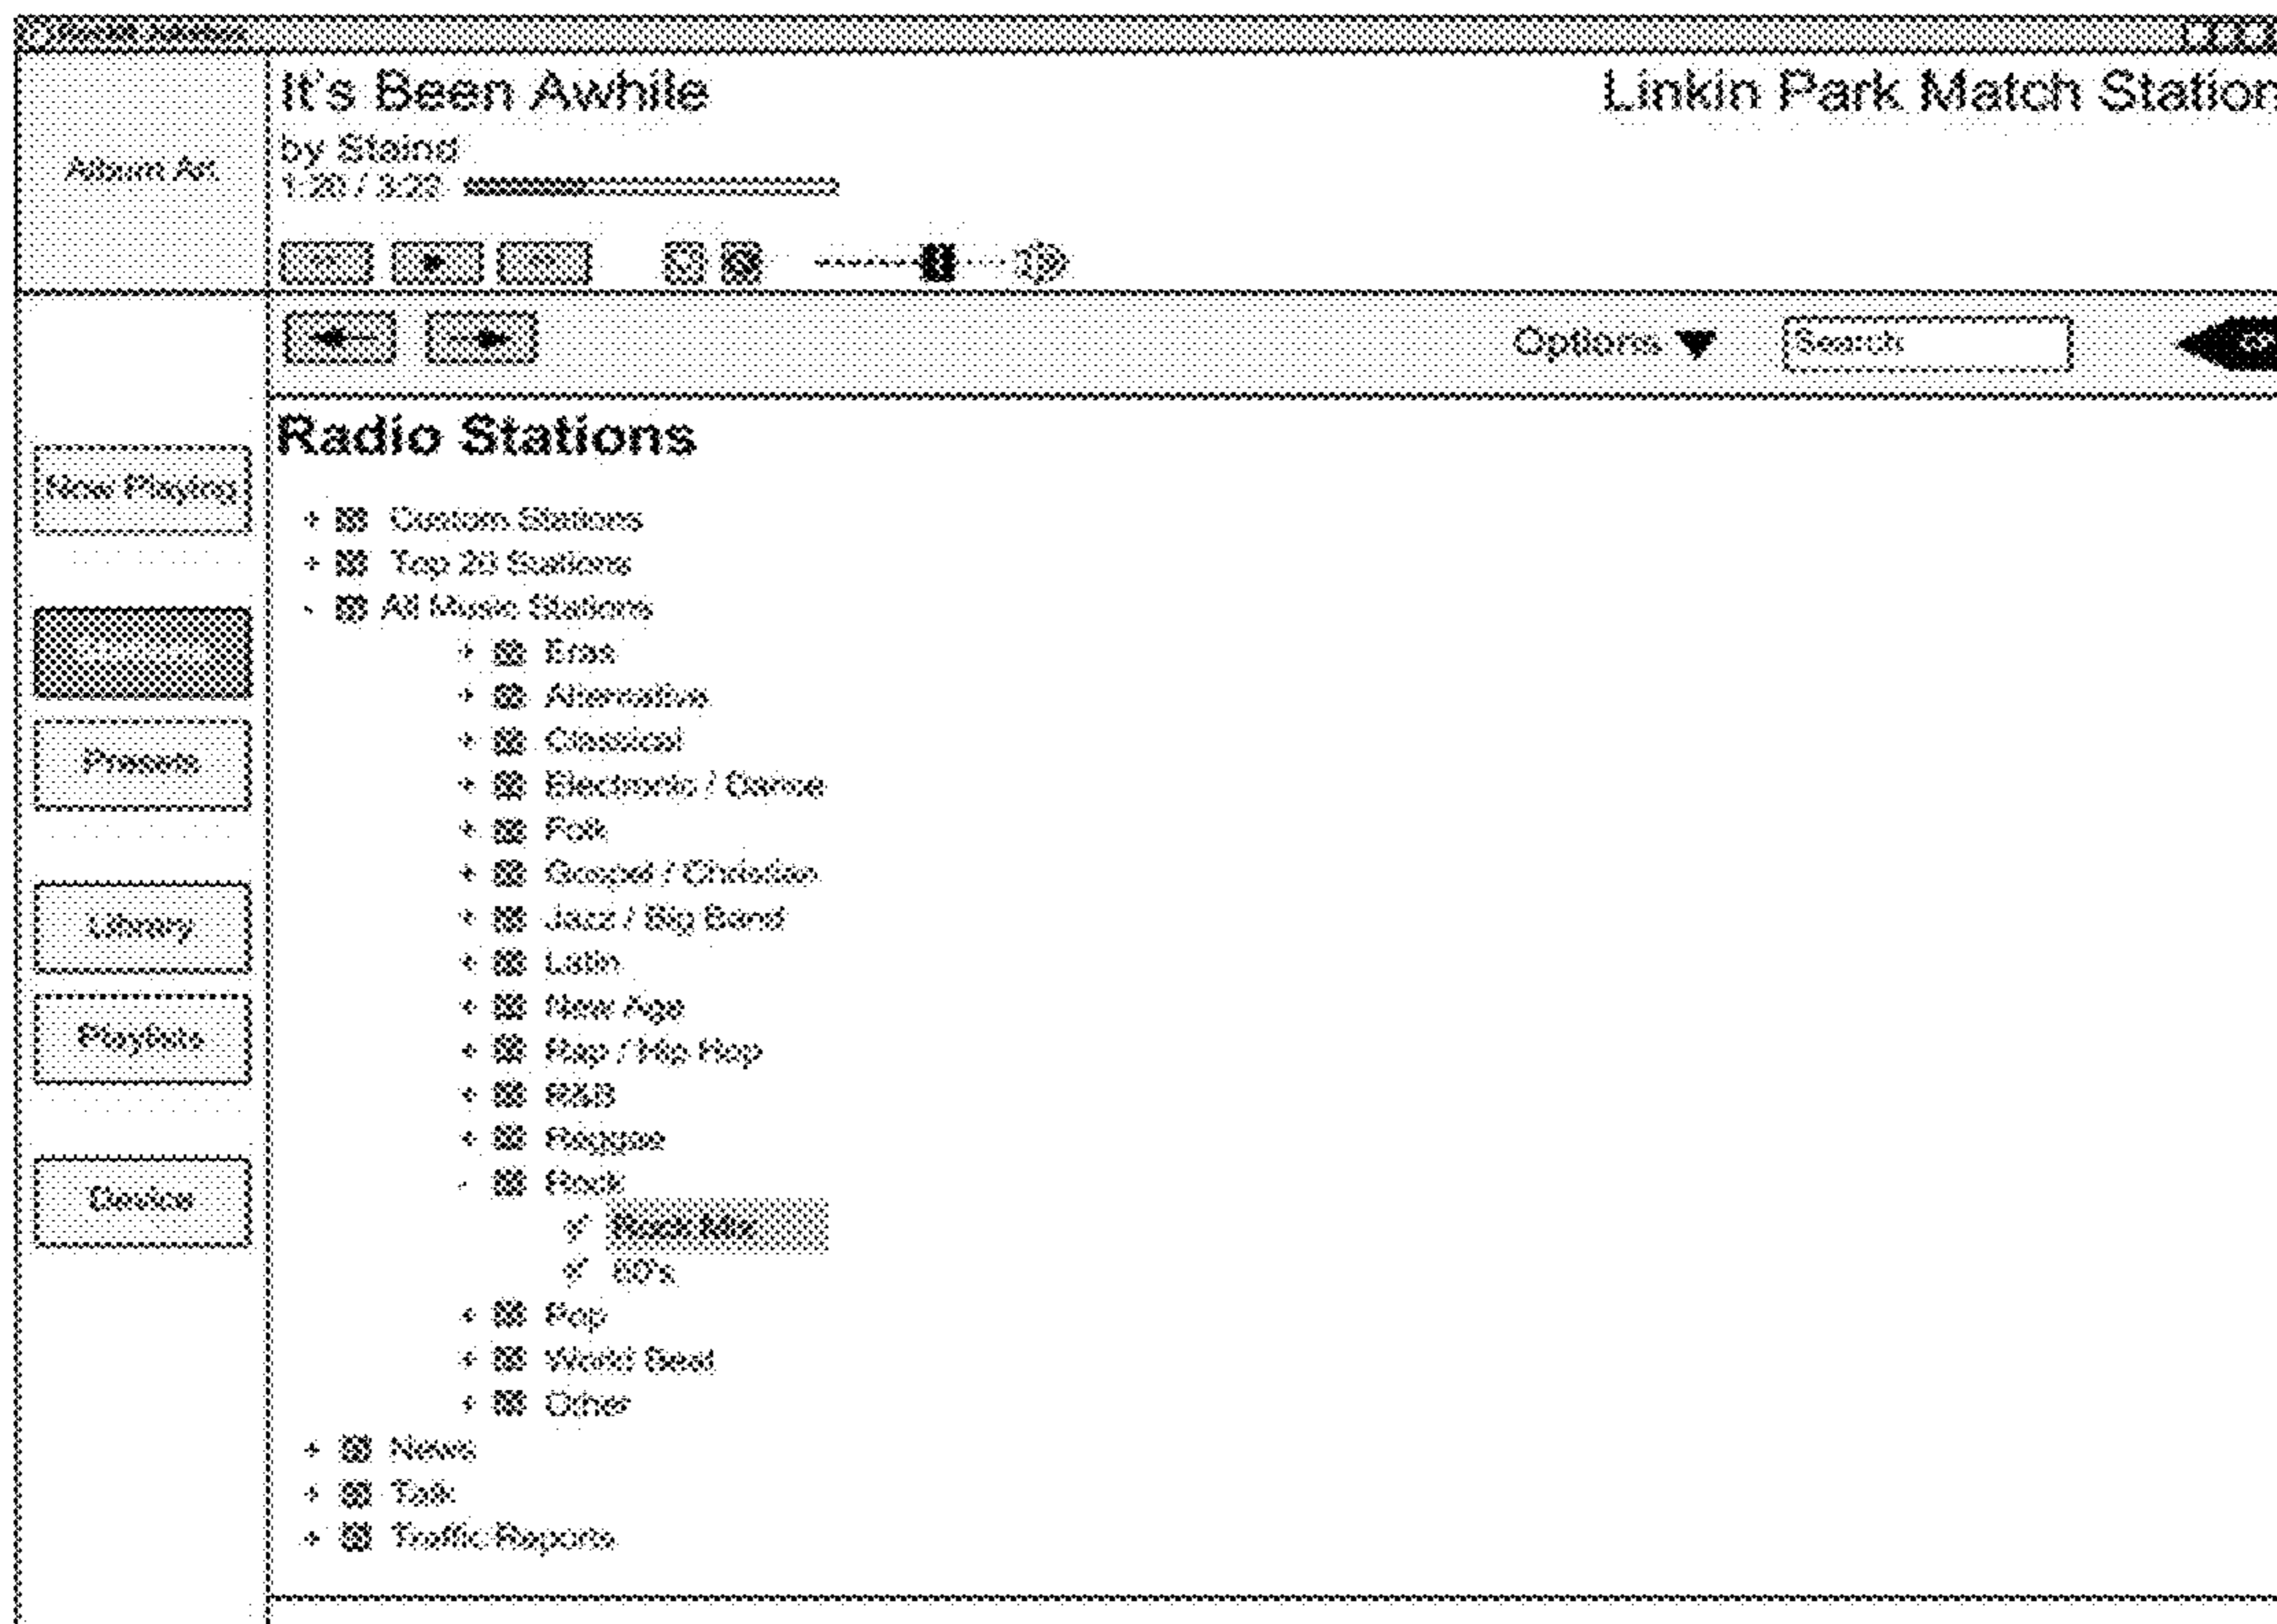 It's Been Awhile
Linkin Park Match Station
by Staind
1:20 / 3:23
Album Art
Options
Search
Radio Stations
Now Playing
Custom Stations
Top 20 Stations
All Music Stations
Eras
Alternative
Presets
Classical
Electronic / Dance
Folk
Gospel / Christian
Library
Jazz / Big Band
Latin
New Age
Playlists
Rap / Hip Hop
R&B
Reggae
Rock
Device
Rock Mix
Pop
World Beat
Other
News
Talk
Traffic Reports